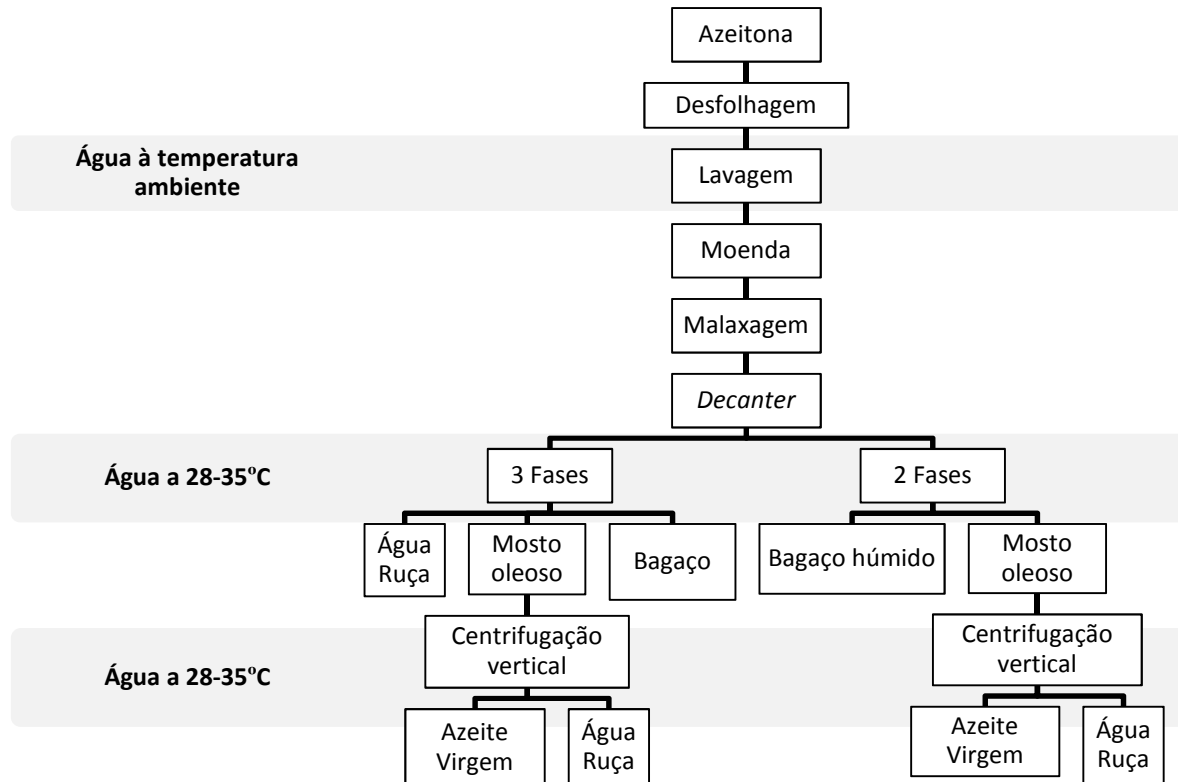 Azeitona
Desfolhagem
Água à temperatura
ambiente
Lavagem
Moenda
Malaxagem
Decanter
Água a 28-35ºC
3 Fases
2 Fases
Água
Ruça
Mosto
oleoso
Bagaço
Bagaço húmido
Mosto
oleoso
Água a 28-35ºC
Centrifugação
vertical
Centrifugação
vertical
Azeite
Virgem
Água
Ruça
Azeite
Virgem
Água
Ruça